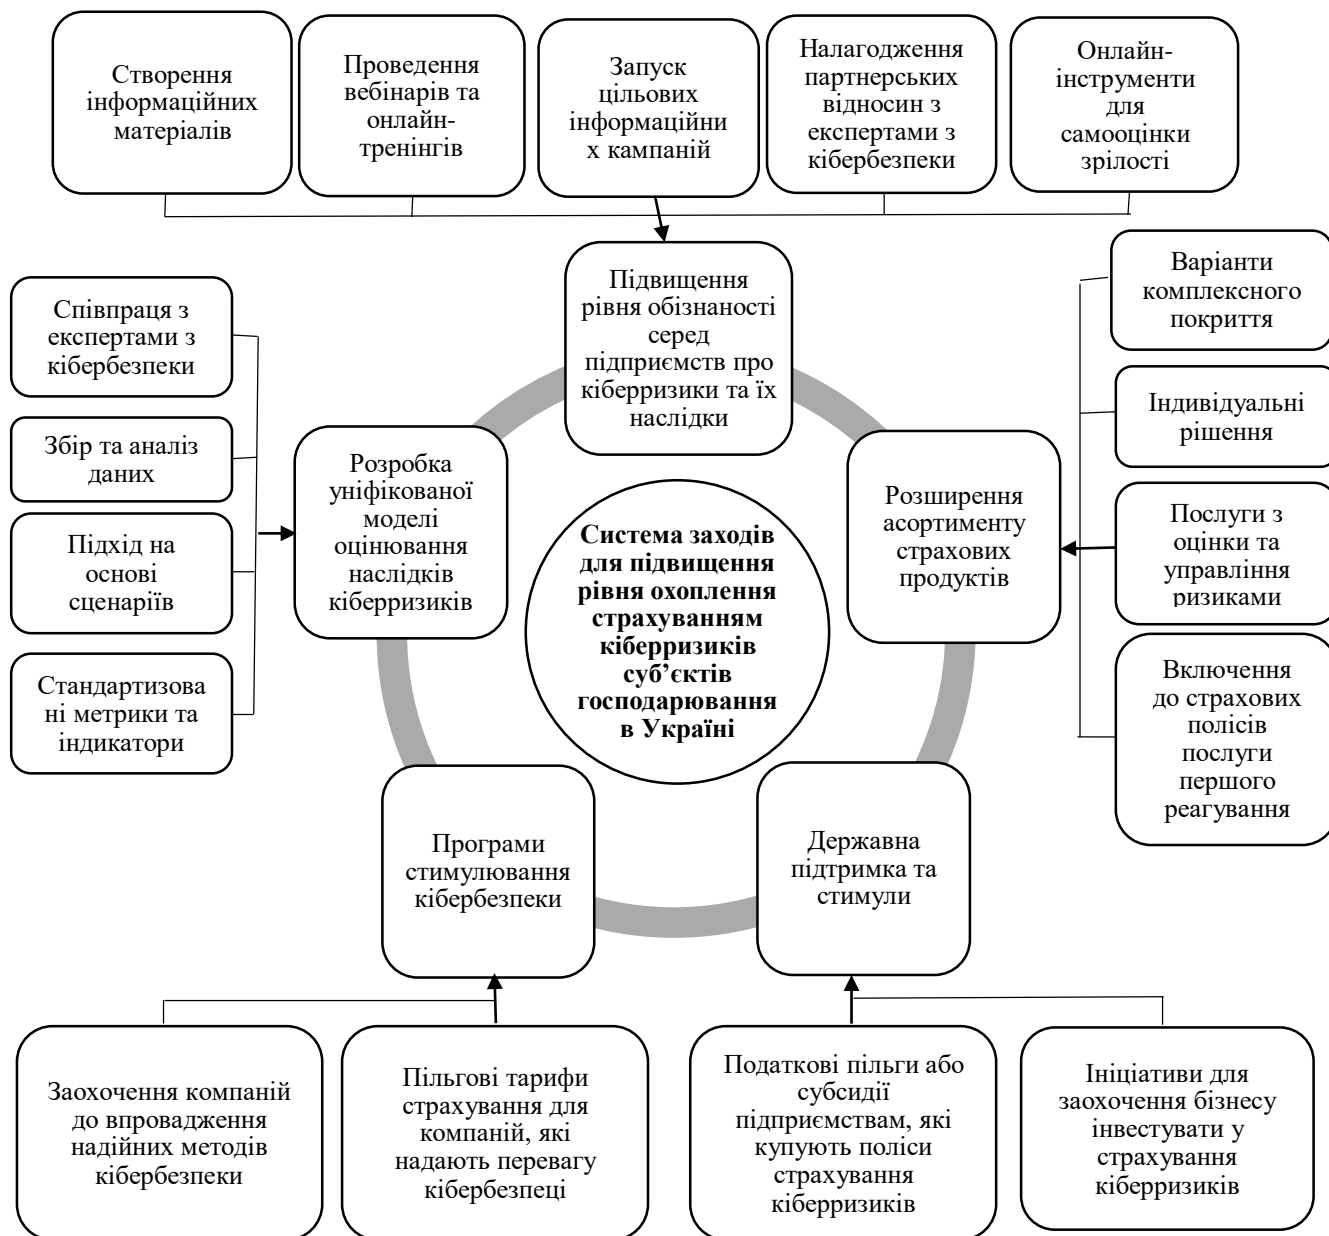 Створення
інформаційних
матеріалів
Проведення
вебінарів та
онлайн-
тренінгів
Запуск
цільових
інформаційни
х кампаній
Налагодження
партнерських
відносин з
експертами з
кібербезпеки
Онлайн-
інструменти
для
самооцінки
зрілості
Підвищення
рівня обізнаності
серед
підприємств про
кіберризики та їх
наслідки
Співпраця з
експертами з
кібербезпеки
Збір та аналіз
даних
Підхід на
основі
сценаріїв
Стандартизова
ні метрики та
індикатори
Розробка
уніфікованої
моделі
оцінювання
наслідків
кіберризиків
Система заходів
для підвищення
рівня охоплення
страхуванням
кіберризиків
суб’єктів
господарювання
в Україні
Розширення
асортименту
страхових
продуктів
Варіанти
комплексного
покриття
Індивідуальні
рішення
Послуги з
оцінки та
управління
ризиками
Включення
до страхових
полісів
послуги
першого
реагування
Програми
стимулювання
кібербезпеки
Державна
підтримка та
стимули
Заохочення компаній
до впровадження
надійних методів
кібербезпеки
Пільгові тарифи
страхування для
компаній, які
надають перевагу
кібербезпеці
Податкові пільги або
субсидії
підприємствам, які
купують поліси
страхування
кіберризиків
Ініціативи для
заохочення бізнесу
інвестувати у
страхування
кіберризиків